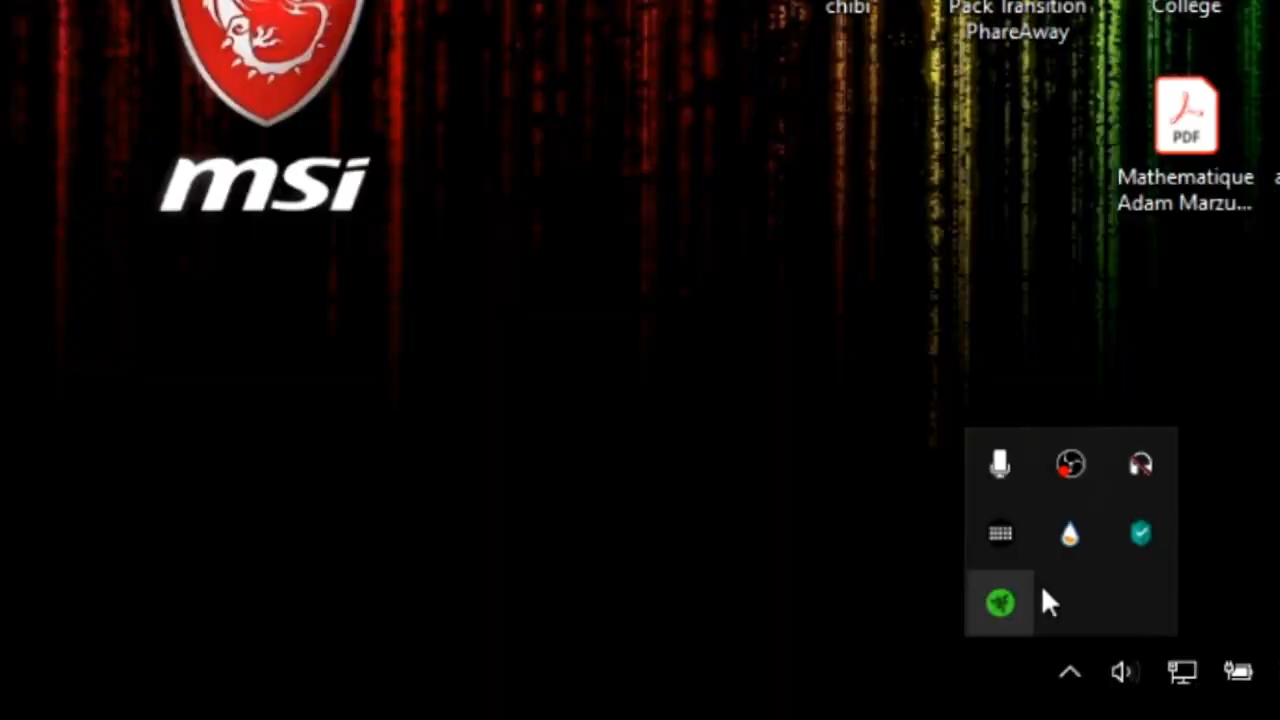 chibi
Pack Transition
PhareAway
College
PDF
Mathematique
Adam Marzu...
msi